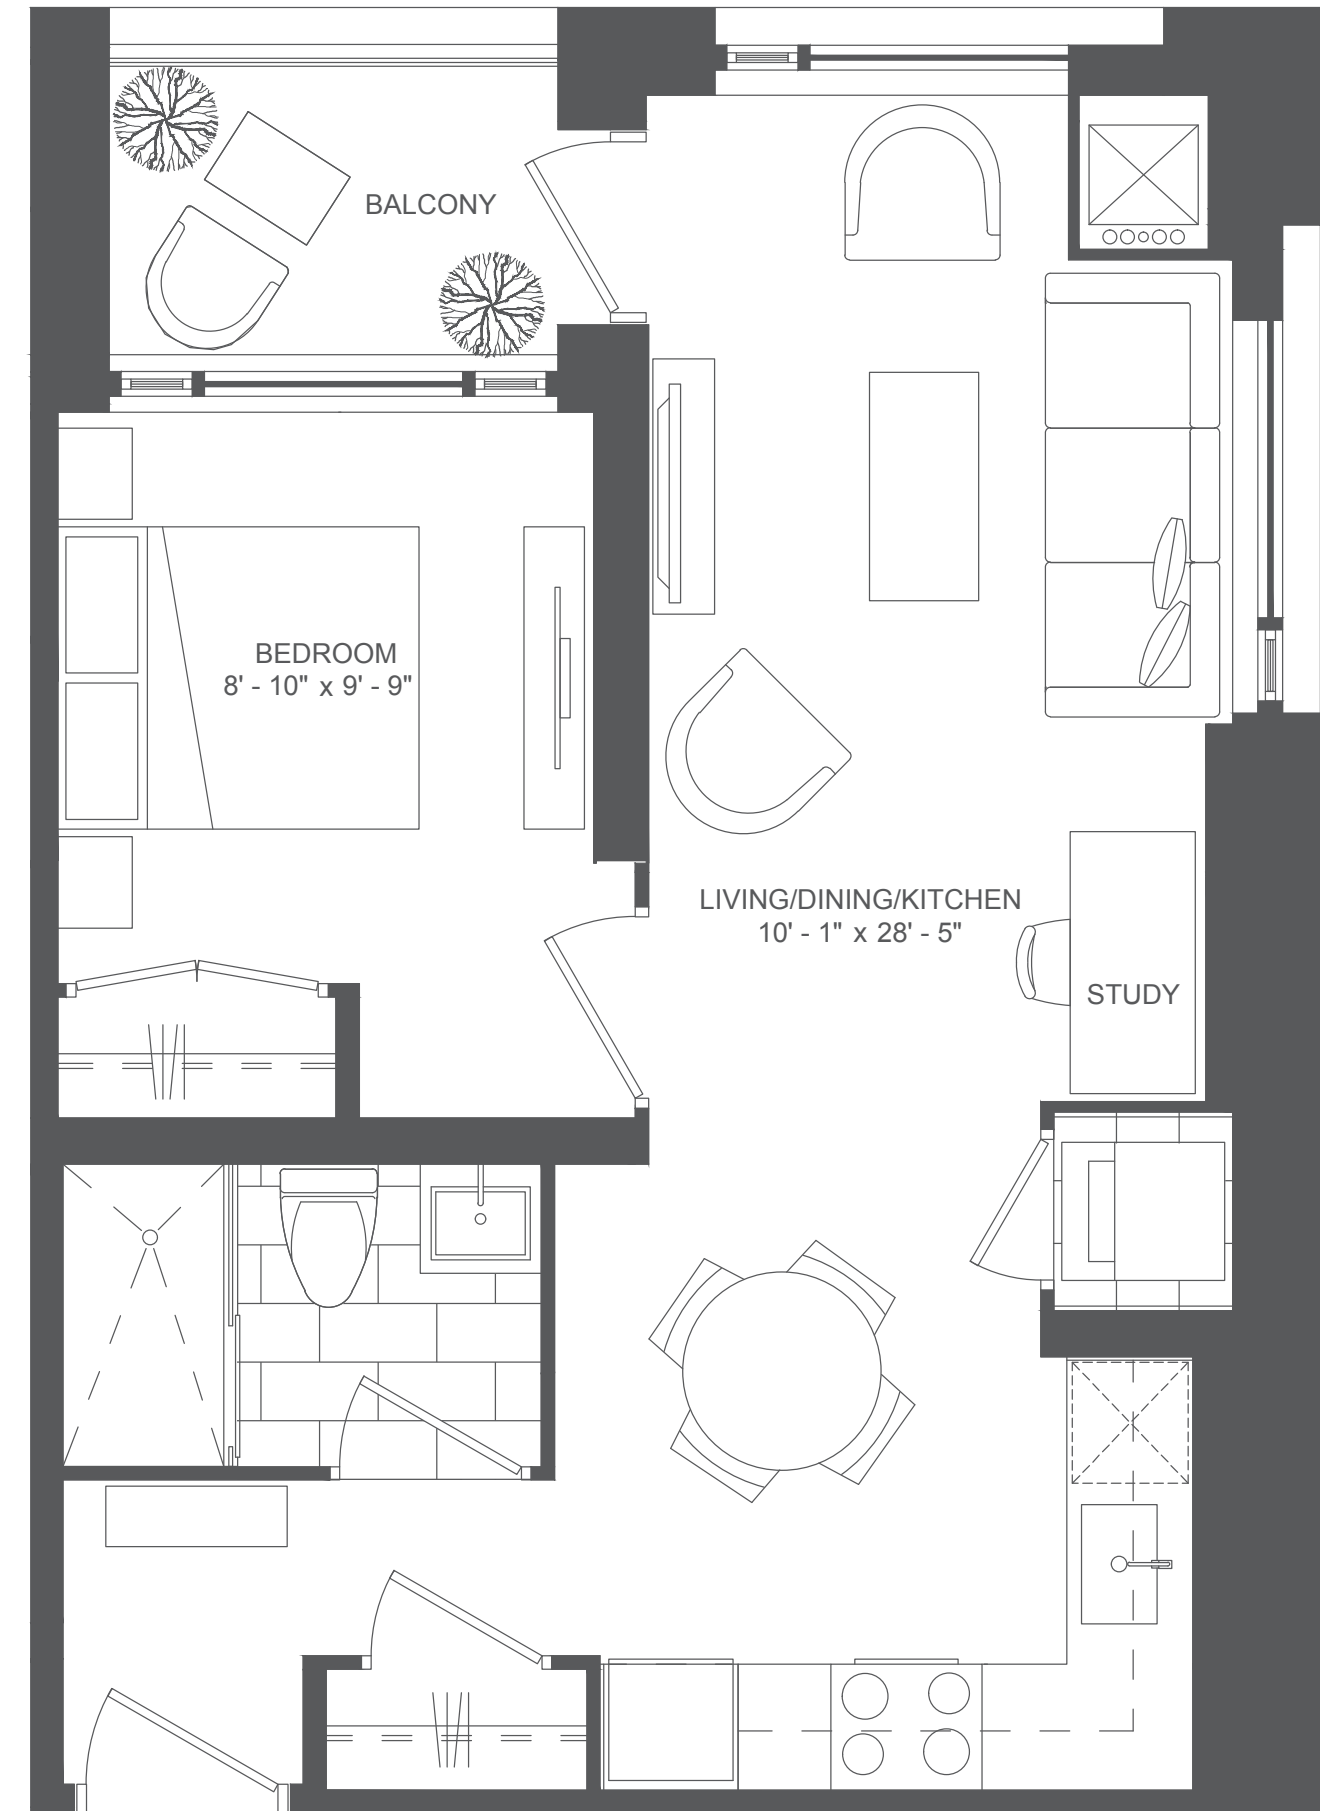 BALCONY
BEDROOM
8' - 10" x 9' - 9"
LIVING/DINING/KITCHEN
10' - 1" x 28' - 5"
STUDY